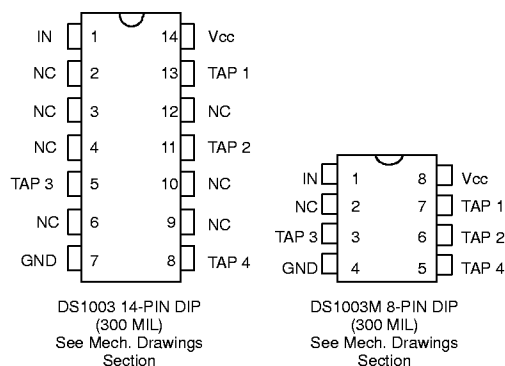 IN 1 14 Vcc
NC 2 13 TAP 1
NC 3 12 NC
NC 4 11 TAP 2
TAP 3 5 10 NC
NC 6 9 NC
GND 7 8 TAP 4
DS1003 14-PIN DIP
(300 MIL)
See Mech. Drawings
Section
IN 1 8 Vcc
NC 2 7 TAP 1
TAP 3 3 6 TAP 2
GND 4 5 TAP 4
DS1003M 8-PIN DIP
(300 MIL)
See Mech. Drawings
Section